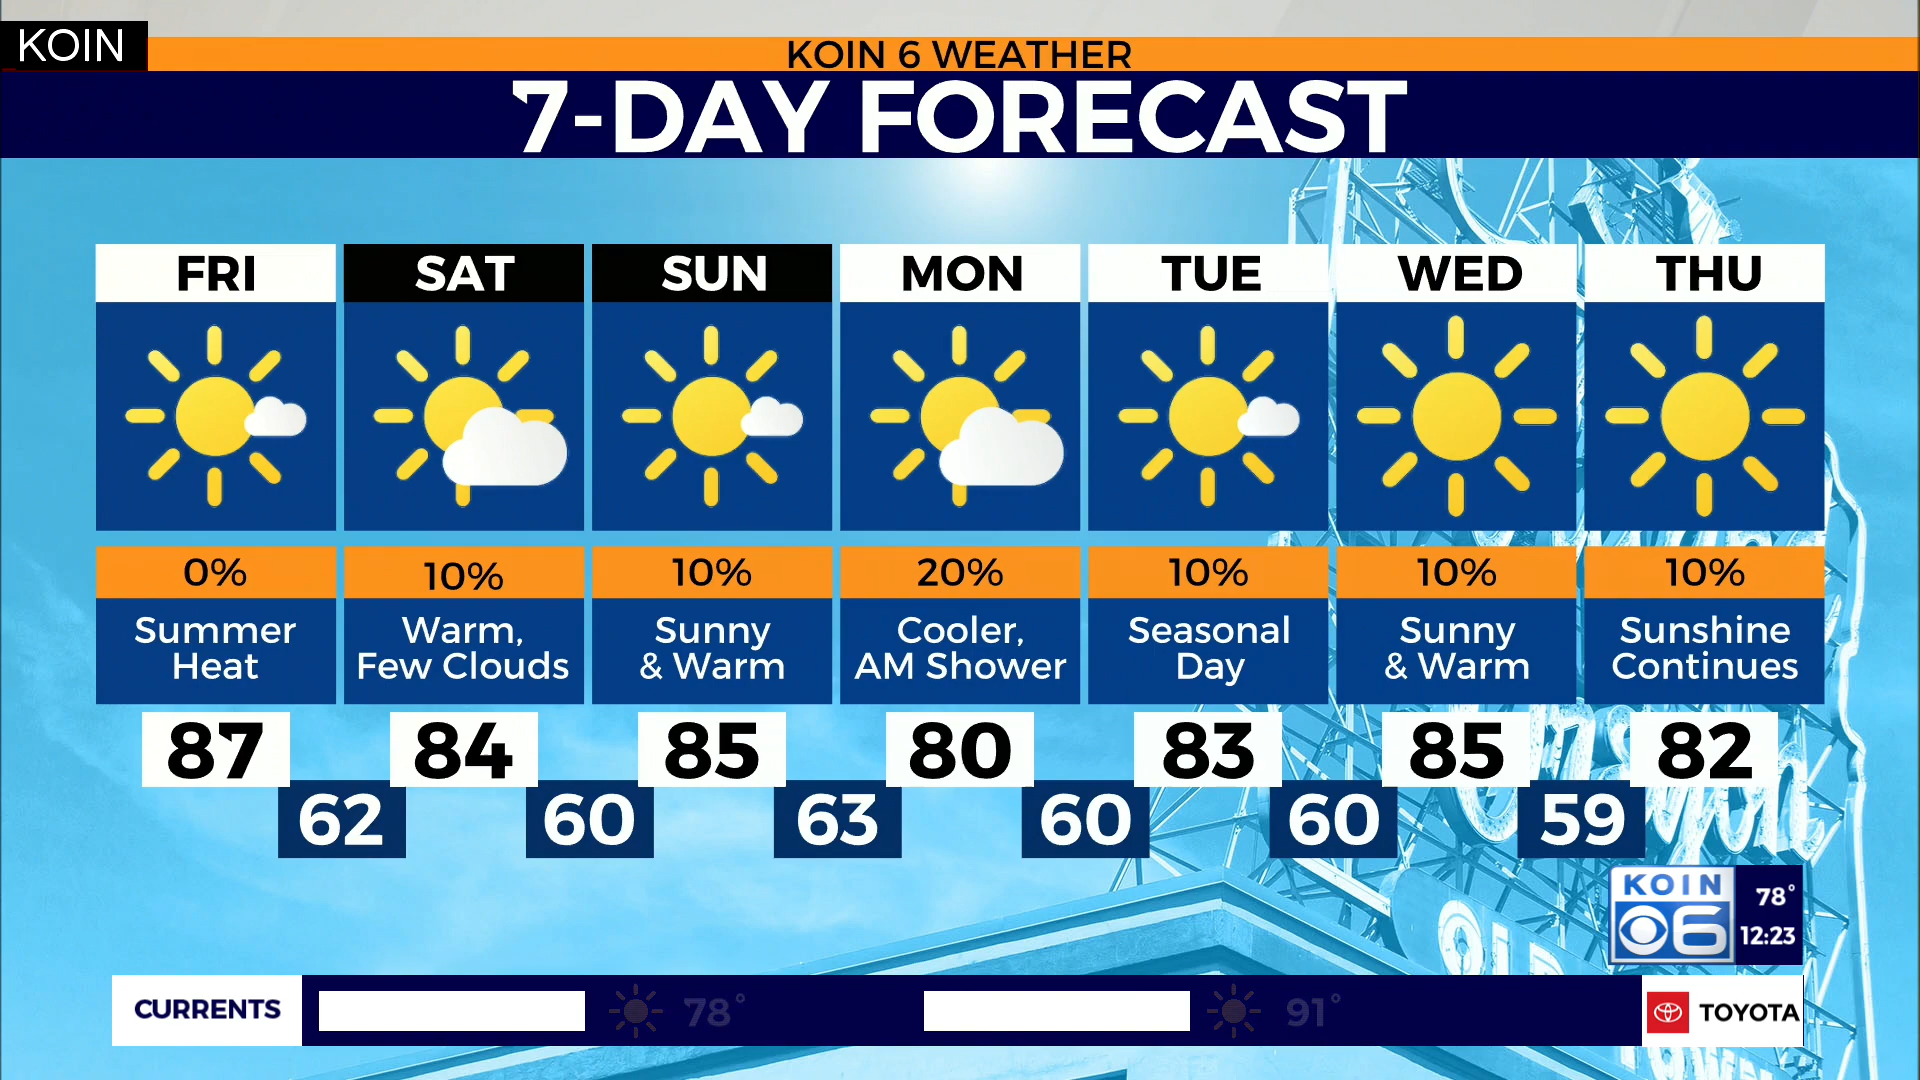 KOIN
KOIN 6 WEATHER
7-DAY FORECAST
FRI SAT SUN MON TUE WED THU
0% 10% 10% 20% 10% 10% 10%
Summer Heat
Warm, Few Clouds
Sunny & Warm
Cooler, AM Shower
Seasonal Day
Sunny & Warm
Sunshine Continues
87 84 85 80 83 85 82
62 60 63 60 60 59
KOIN 6
78°
12:23
CURRENTS 78° 91° TOYOTA